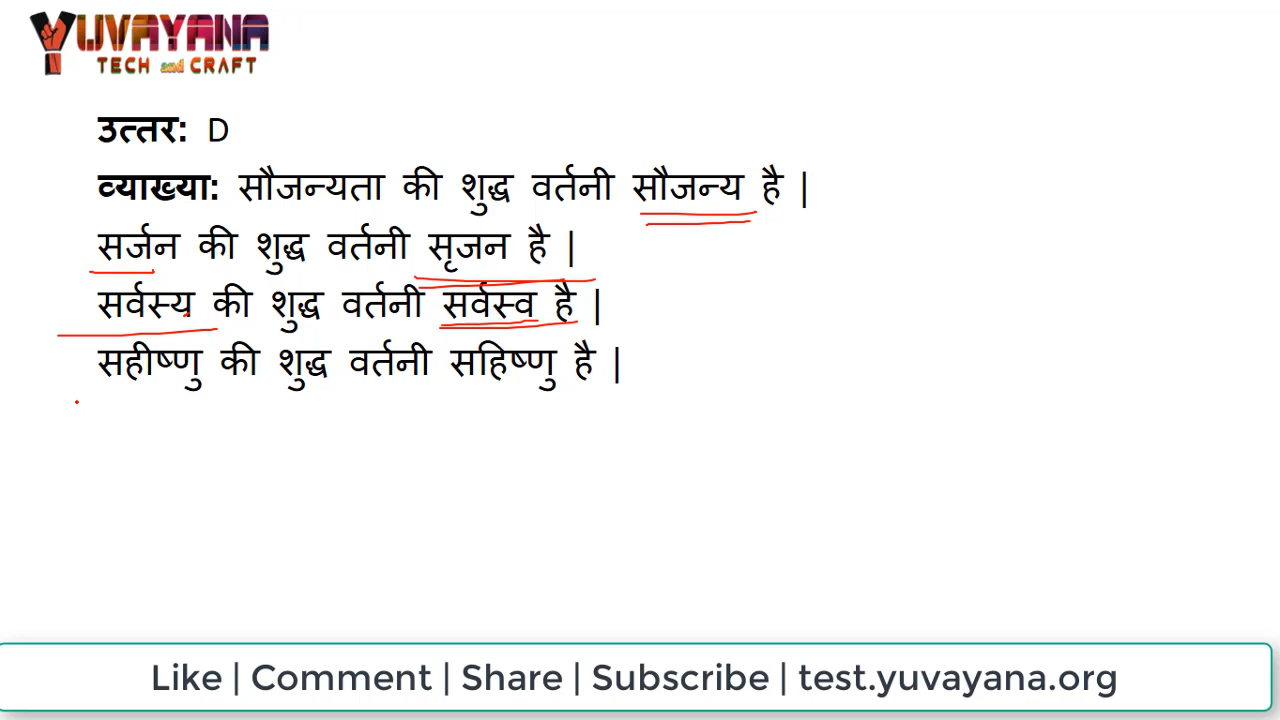 YUVAYANA
TECH and CRAFT
उत्तर: D
व्याख्या: सौजन्यता की शुद्ध वर्तनी सौजन्य है |
सर्जन की शुद्ध वर्तनी सृजन है |
सर्वस्य की शुद्ध वर्तनी सर्वस्व है |
सहीष्णु की शुद्ध वर्तनी सहिष्णु है |
Like | Comment | Share | Subscribe | test.yuvayana.org